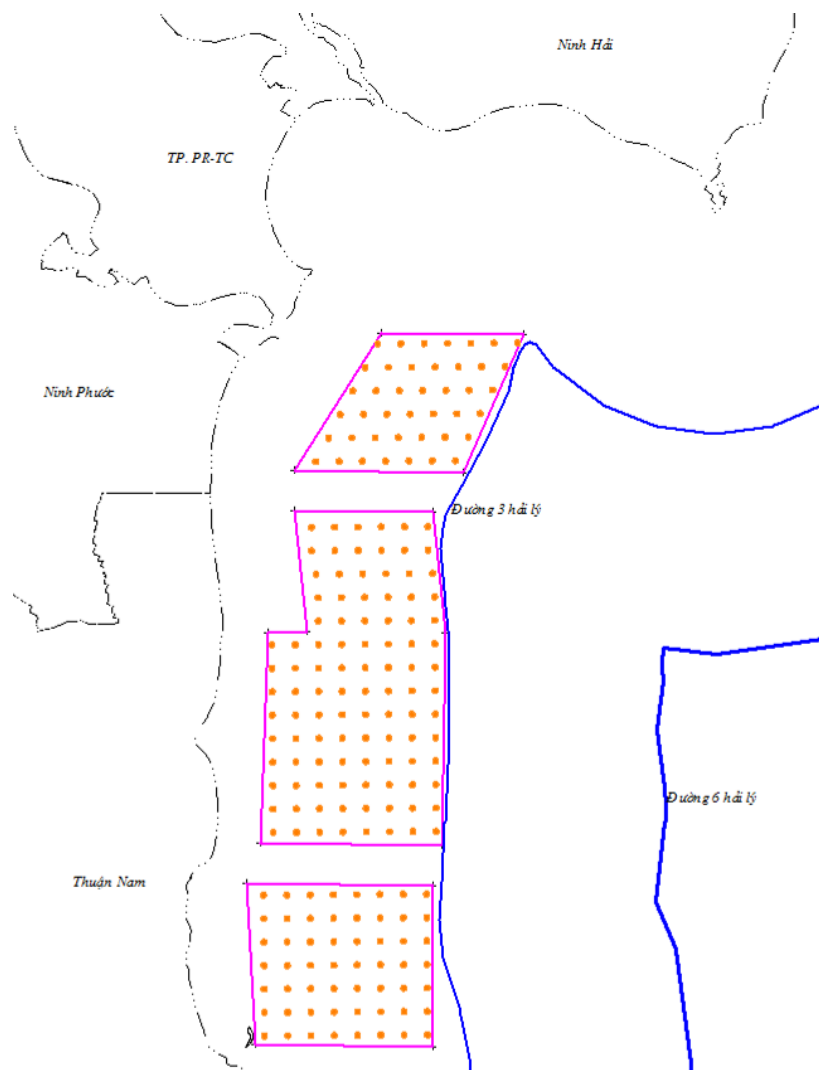 Ninh Hải
TP. PR-TC
Ninh Phước
Đường 3 hải lý
Đường 6 hải lý
Thuận Nam